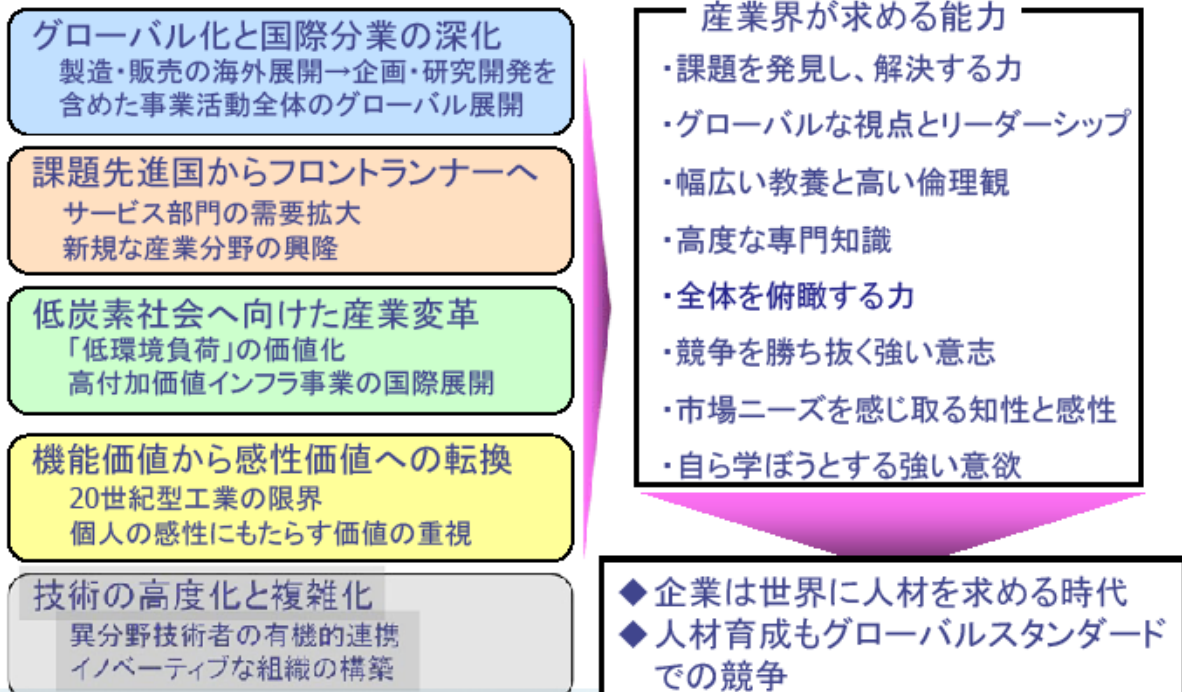 グローバル化と国際分業の深化
製造・販売の海外展開→企画・研究開発を
含めた事業活動全体のグローバル展開
課題先進国からフロントランナーへ
サービス部門の需要拡大
新規な産業分野の興隆
低炭素社会へ向けた産業変革
「低環境負荷」の価値化
高付加価値インフラ事業の国際展開
機能価値から感性価値への転換
20世紀型工業の限界
個人の感性にもたらす価値の重視
技術の高度化と複雑化
異分野技術者の有機的連携
イノベーティブな組織の構築
産業界が求める能力
・課題を発見し、解決する力
・グローバルな視点とリーダーシップ
・幅広い教養と高い倫理観
・高度な専門知識
・全体を俯瞰する力
・競争を勝ち抜く強い意志
・市場ニーズを感じ取る知性と感性
・自ら学ぼうとする強い意欲
◆企業は世界に人材を求める時代
◆人材育成もグローバルスタンダード
での競争